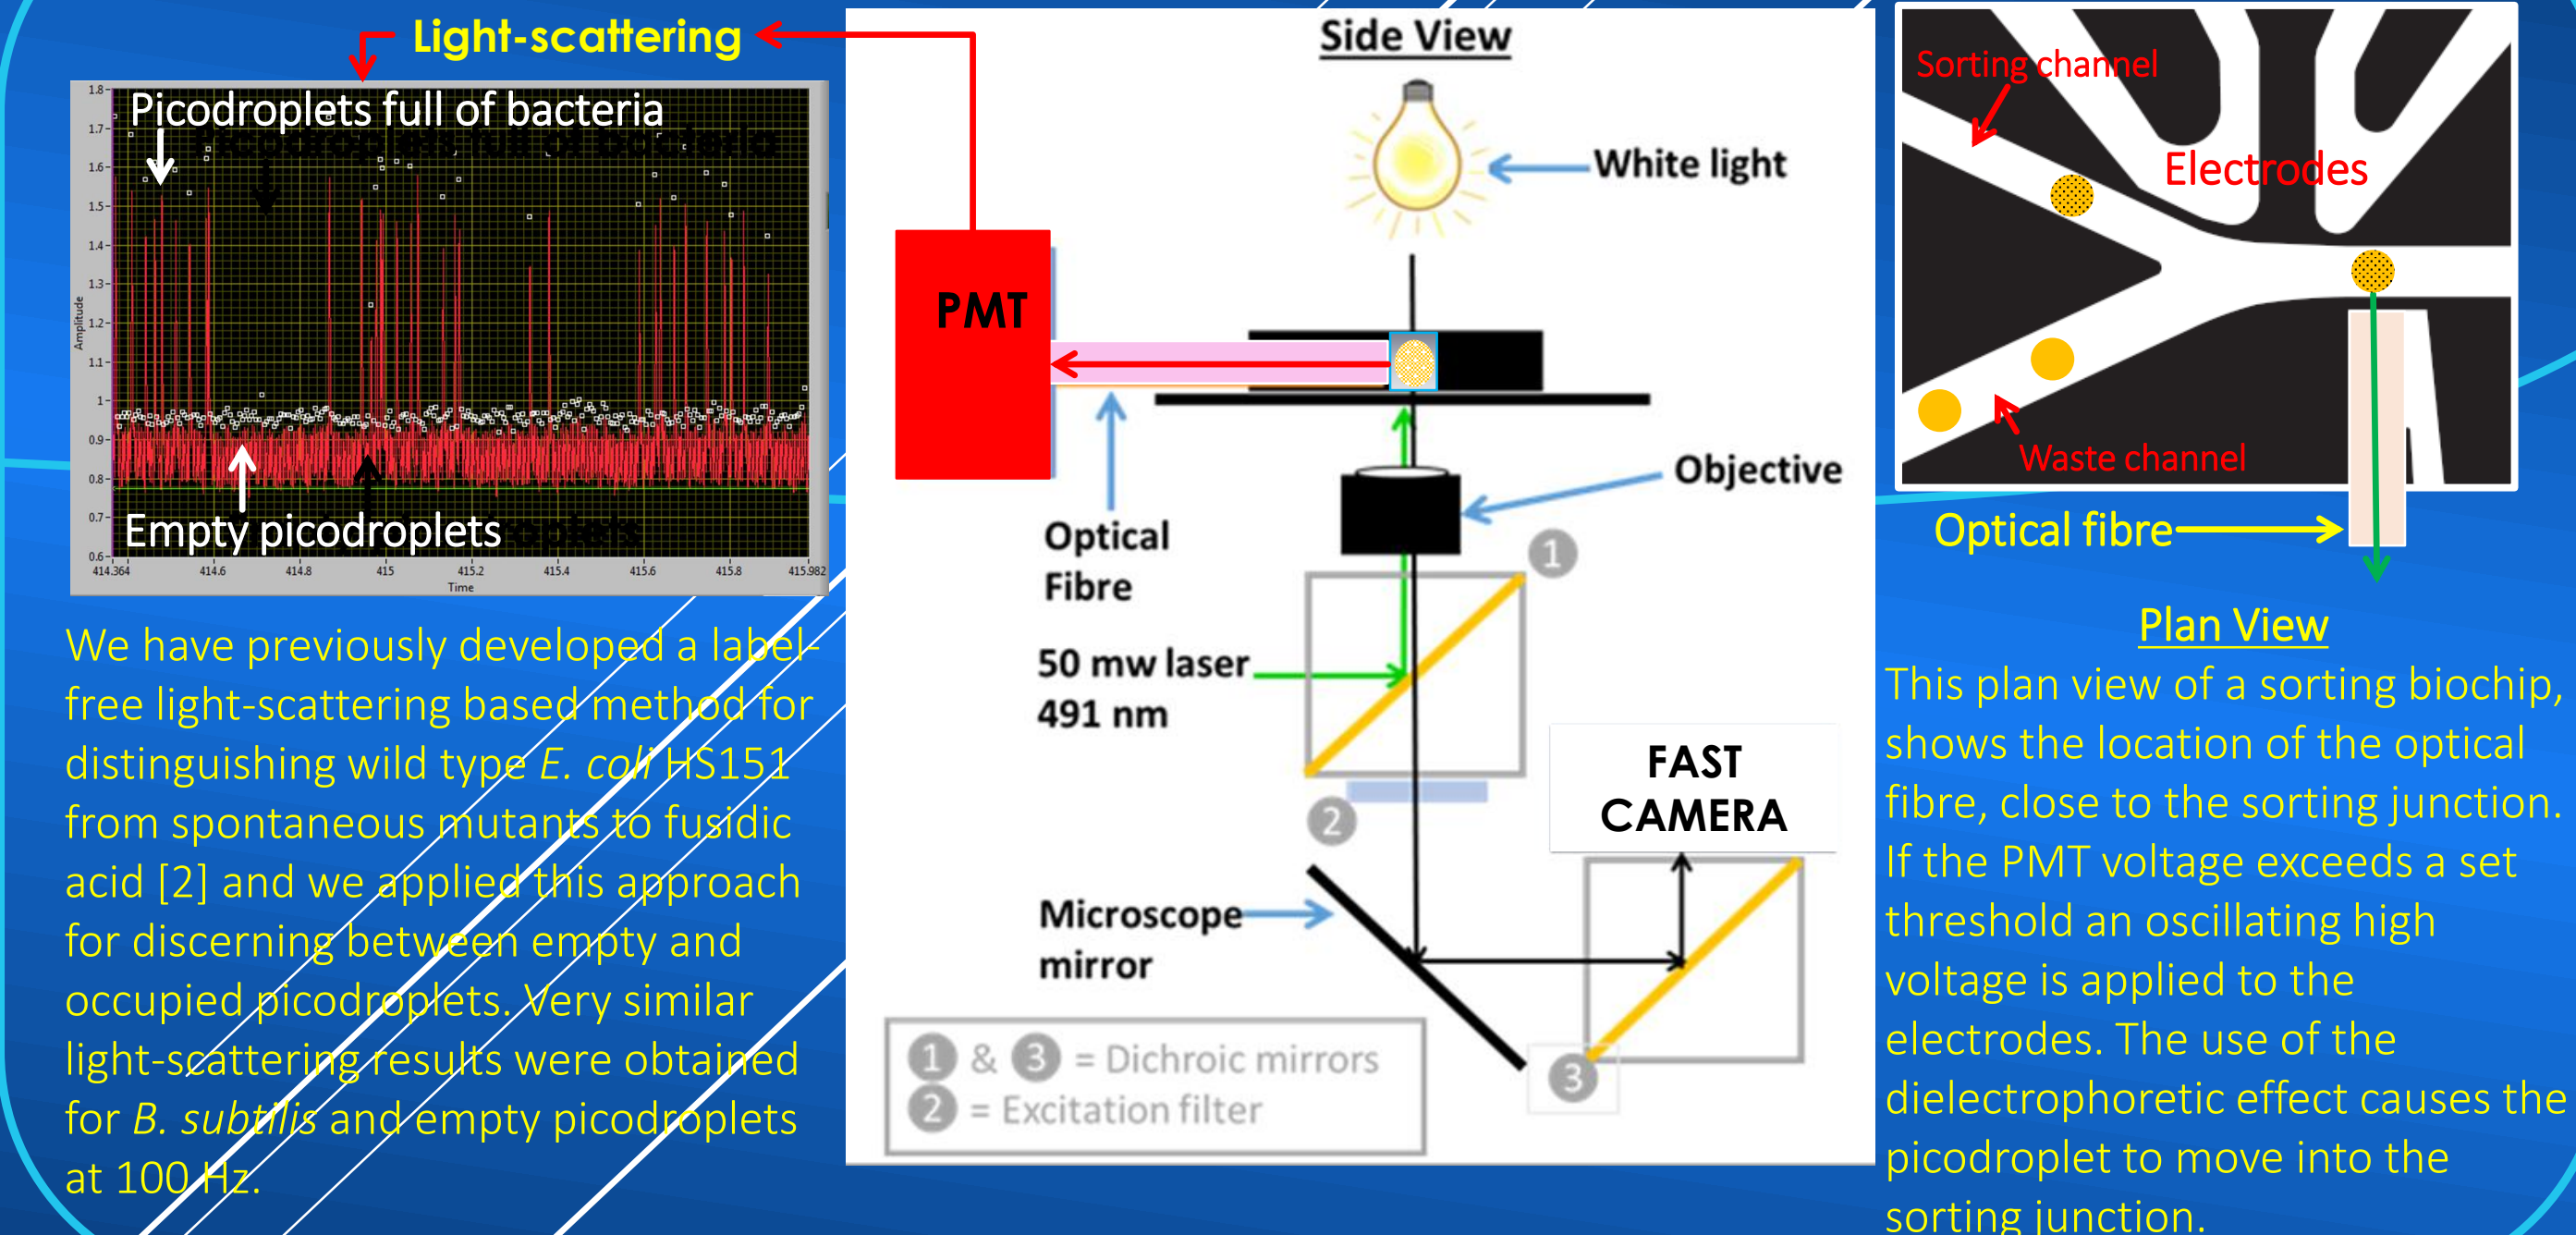 Light-scattering
Picodroplets full of bacteria
Empty picodroplets
Amplitude
1.8
1.7
1.6
1.5
1.4
1.3
1.2
1.1
1
0.9
0.8
0.7
0.6
414.364 414.6 414.8 415 415.2 415.4 415.6 415.8 415.982
Time
We have previously developed a label-
free light-scattering based method for
distinguishing wild type E. coli HS151
from spontaneous mutants to fusidic
acid [2] and we applied this approach
for discerning between empty and
occupied picodroplets. Very similar
light-scattering results were obtained
for B. subtilis and empty picodroplets
at 100 Hz.
Side View
White light
PMT
Objective
Optical
Fibre
1
50 mw laser
491 nm
2
FAST
CAMERA
Microscope
mirror
3
1 & 3 = Dichroic mirrors
2 = Excitation filter
Sorting channel
Electrodes
Waste channel
Optical fibre
Plan View
This plan view of a sorting biochip,
shows the location of the optical
fibre, close to the sorting junction.
If the PMT voltage exceeds a set
threshold an oscillating high
voltage is applied to the
electrodes. The use of the
dielectrophoretic effect causes the
picodroplet to move into the
sorting junction.